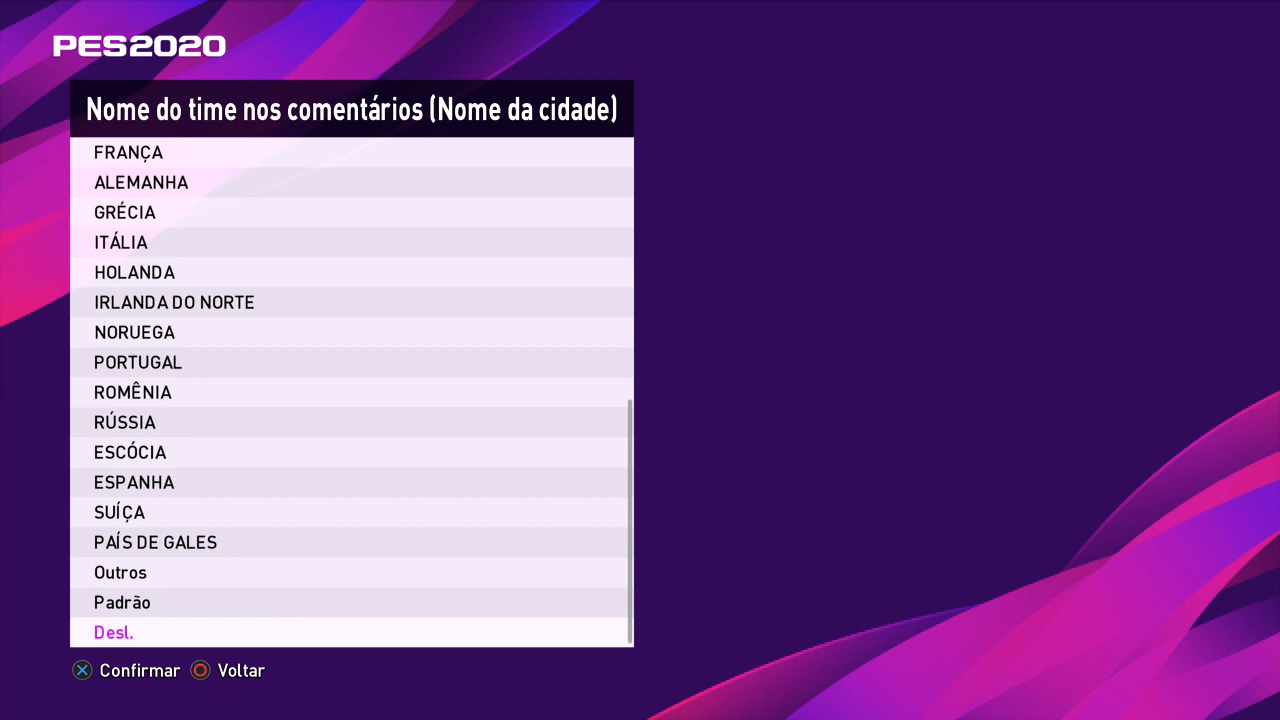 PES2020
Nome do time nos comentários (Nome da cidade)
FRANÇA
ALEMANHA
GRÉCIA
ITÁLIA
HOLANDA
IRLANDA DO NORTE
NORUEGA
PORTUGAL
ROMÊNIA
RÚSSIA
ESCÓCIA
ESPANHA
SUÍÇA
PAÍS DE GALES
Outros
Padrão
Desl.
Confirmar Voltar